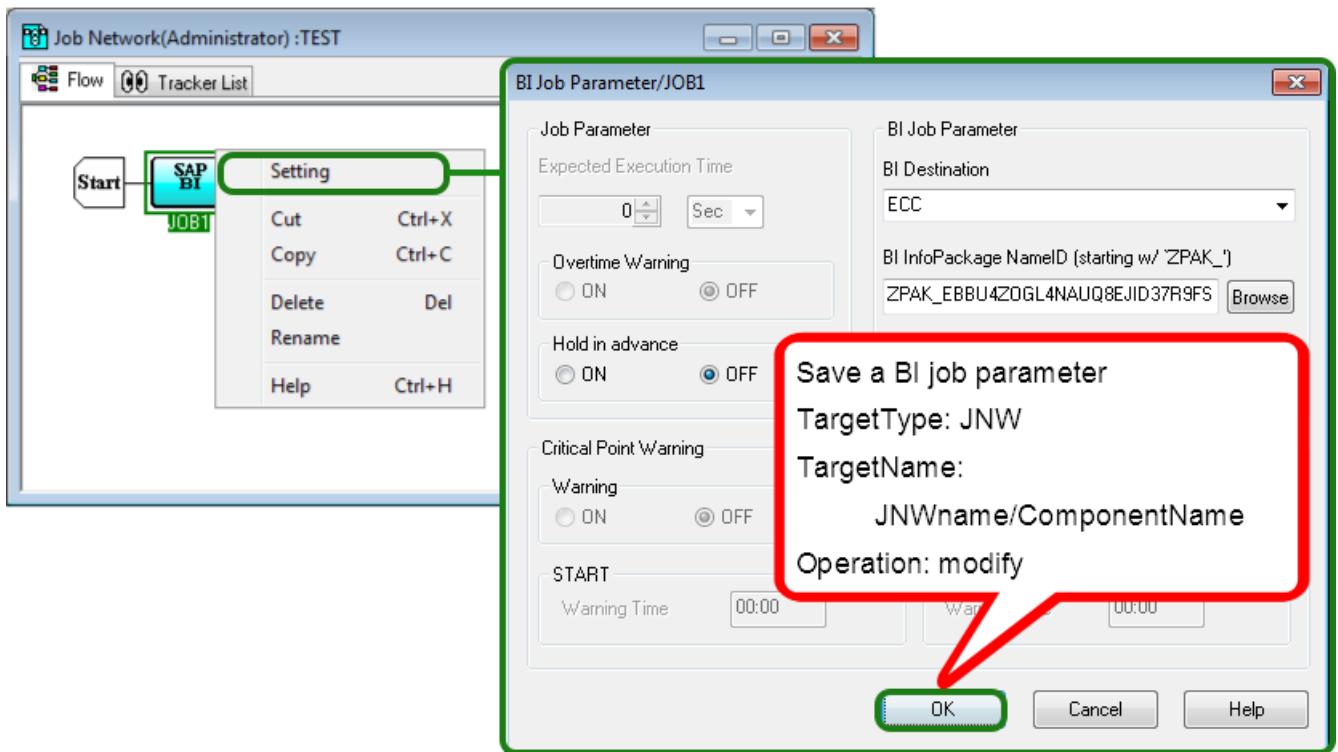 Job Network(Administrator) :TEST
Flow
Tracker List
Start
SAP
BI
JOB1
Setting
Cut Ctrl+X
Copy Ctrl+C
Delete Del
Rename
Help Ctrl+H
BI Job Parameter/JOB1
Job Parameter
Expected Execution Time
0 Sec
Overtime Warning
ON OFF
Hold in advance
ON OFF
Critical Point Warning
Warning
ON OFF
START
Warning Time 00:00
BI Job Parameter
BI Destination
ECC
BI InfoPackage NameID (starting w/ 'ZPAK_')
ZPAK_EBBU4ZOGL4NAUQ8EJID37R9FS Browse
Save a BI job parameter
TargetType: JNW
TargetName:
JNWname/ComponentName
Operation: modify
00:00
OK Cancel Help